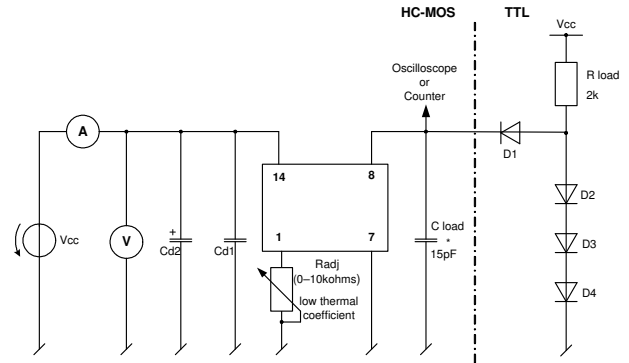 HC-MOS
TTL
Vcc
Oscilloscope
or
Counter
R load
2k
A
D1
14
8
D2
Vcc
V
+
Cd2
Cd1
1
7
C load
*
15pF
D3
Radj
(0–10kohms)
low thermal
coefficient
D4